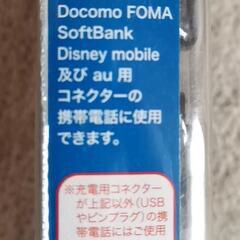 Docomo FOMA
SoftBank
Disney mobile
及び au 用
コネクターの
携帯電話に使用
できます。
※充電用コネクター
が上記以外(USB
やピンプラグ)の携
帯電話にはご使用